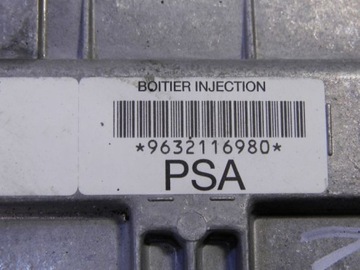 BOITIER INJECTION
*9632116980*
PSA